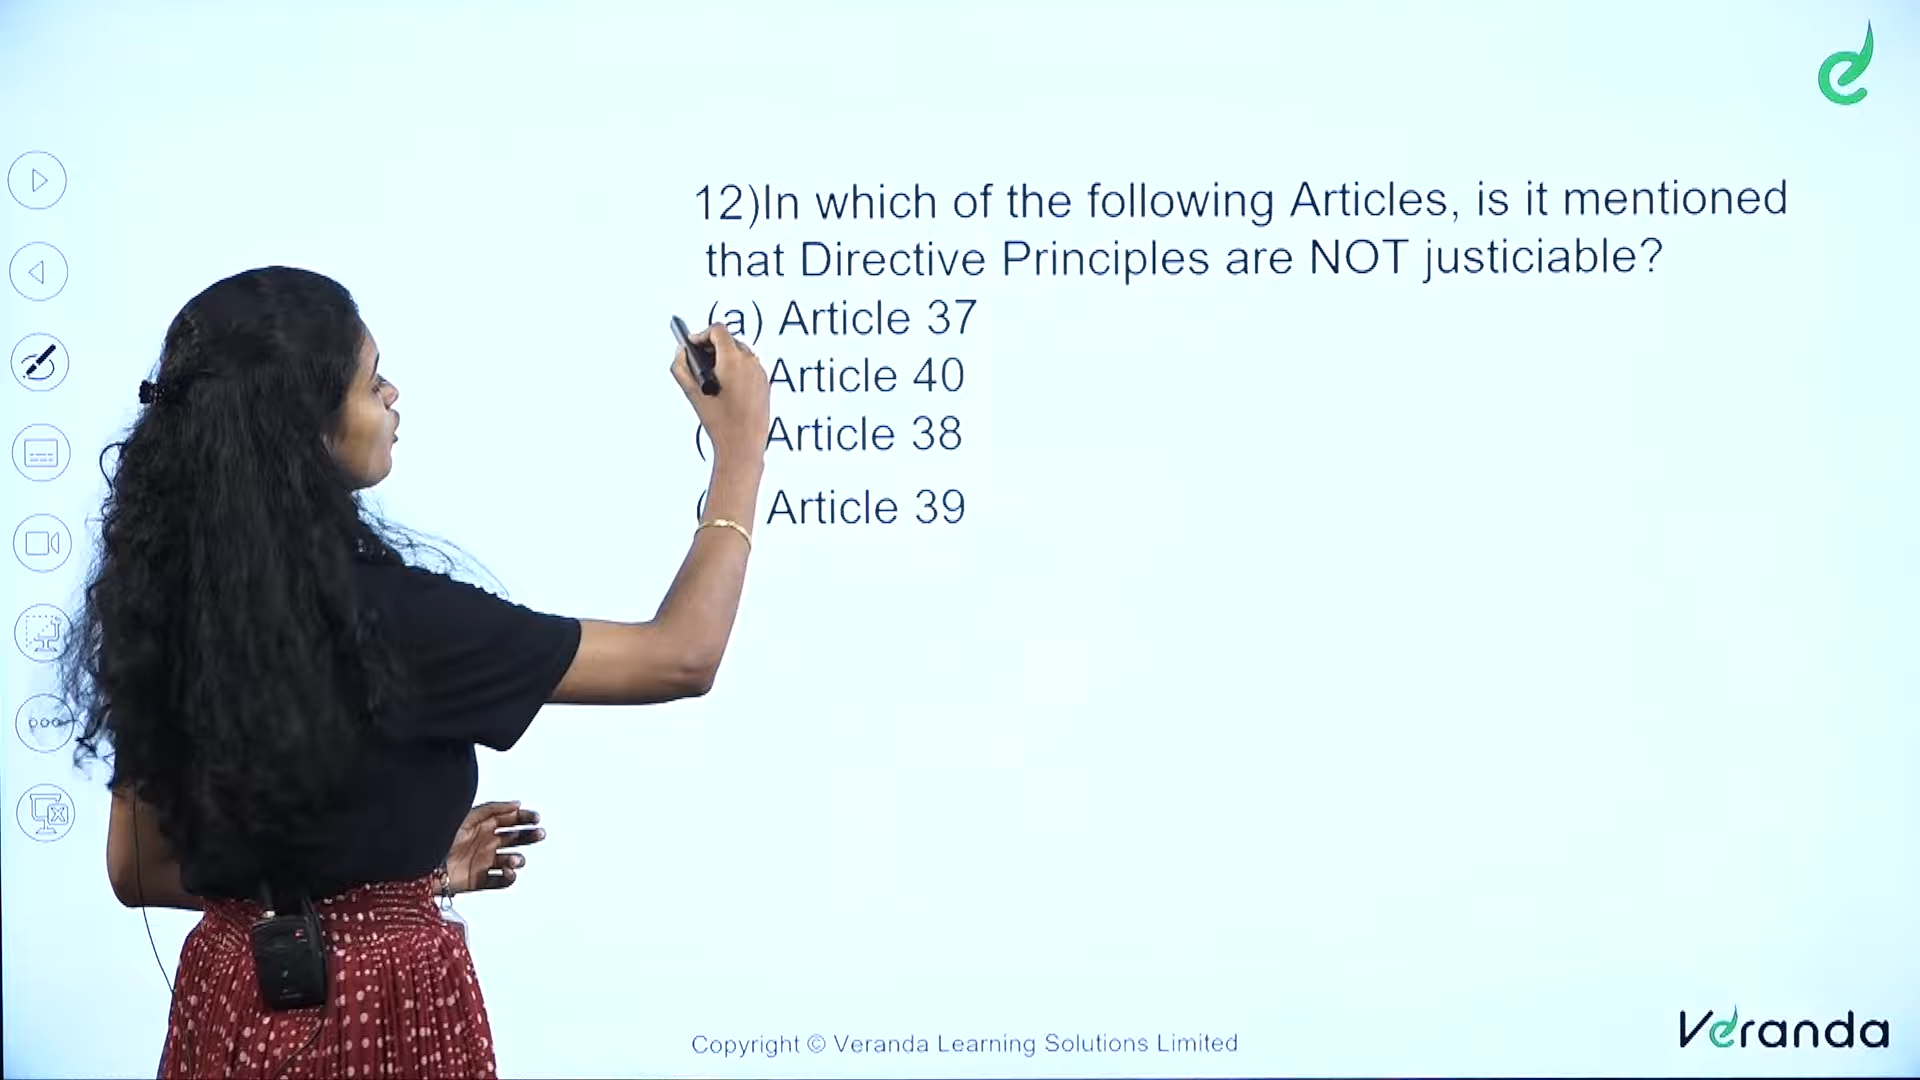 12)In which of the following Articles, is it mentioned
that Directive Principles are NOT justiciable?
(a) Article 37
Article 40
( Article 38
( Article 39
Copyright © Veranda Learning Solutions Limited
Veranda